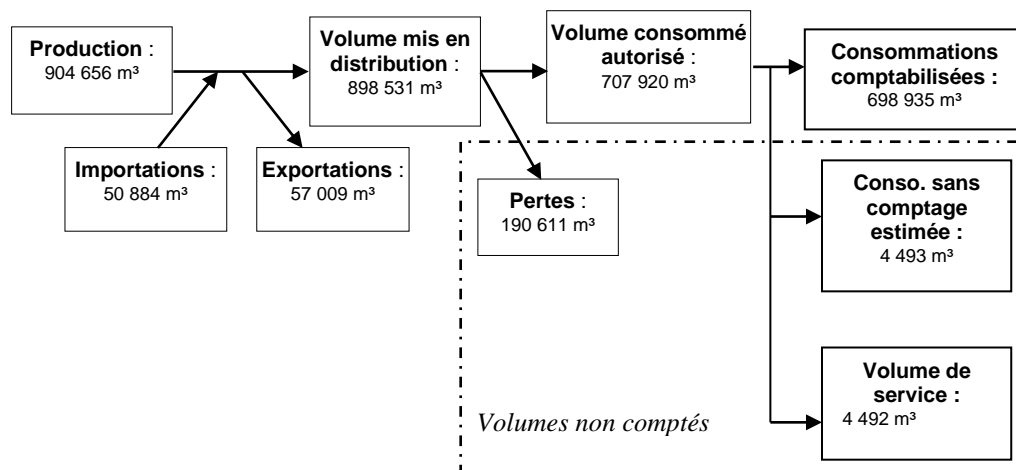 Production :
904 656 m³
Volume mis en
distribution :
898 531 m³
Volume consommé
autorisé :
707 920 m³
Consommations
comptabilisées :
698 935 m³
Importations :
50 884 m³
Exportations :
57 009 m³
Pertes :
190 611 m³
Conso. sans
comptage
estimée :
4 493 m³
Volume de
service :
4 492 m³
Volumes non comptés